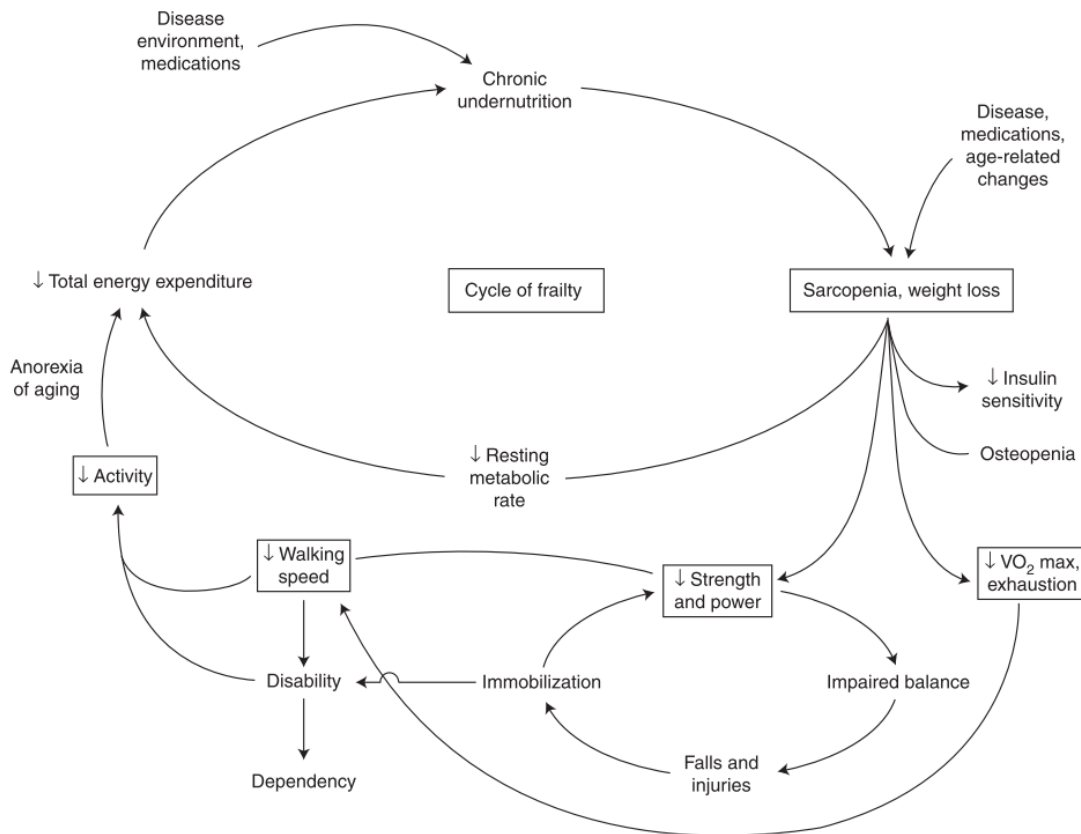 Disease
environment,
medications
Chronic
undernutrition
Disease,
medications,
age-related
changes
↓ Total energy expenditure
Cycle of frailty
Sarcopenia, weight loss
Anorexia
of aging
↓ Insulin
sensitivity
↓ Activity
↓ Resting
metabolic
rate
Osteopenia
↓ Walking
speed
↓ Strength
and power
↓ VO₂ max,
exhaustion
Disability
Immobilization
Impaired balance
Dependency
Falls and
injuries